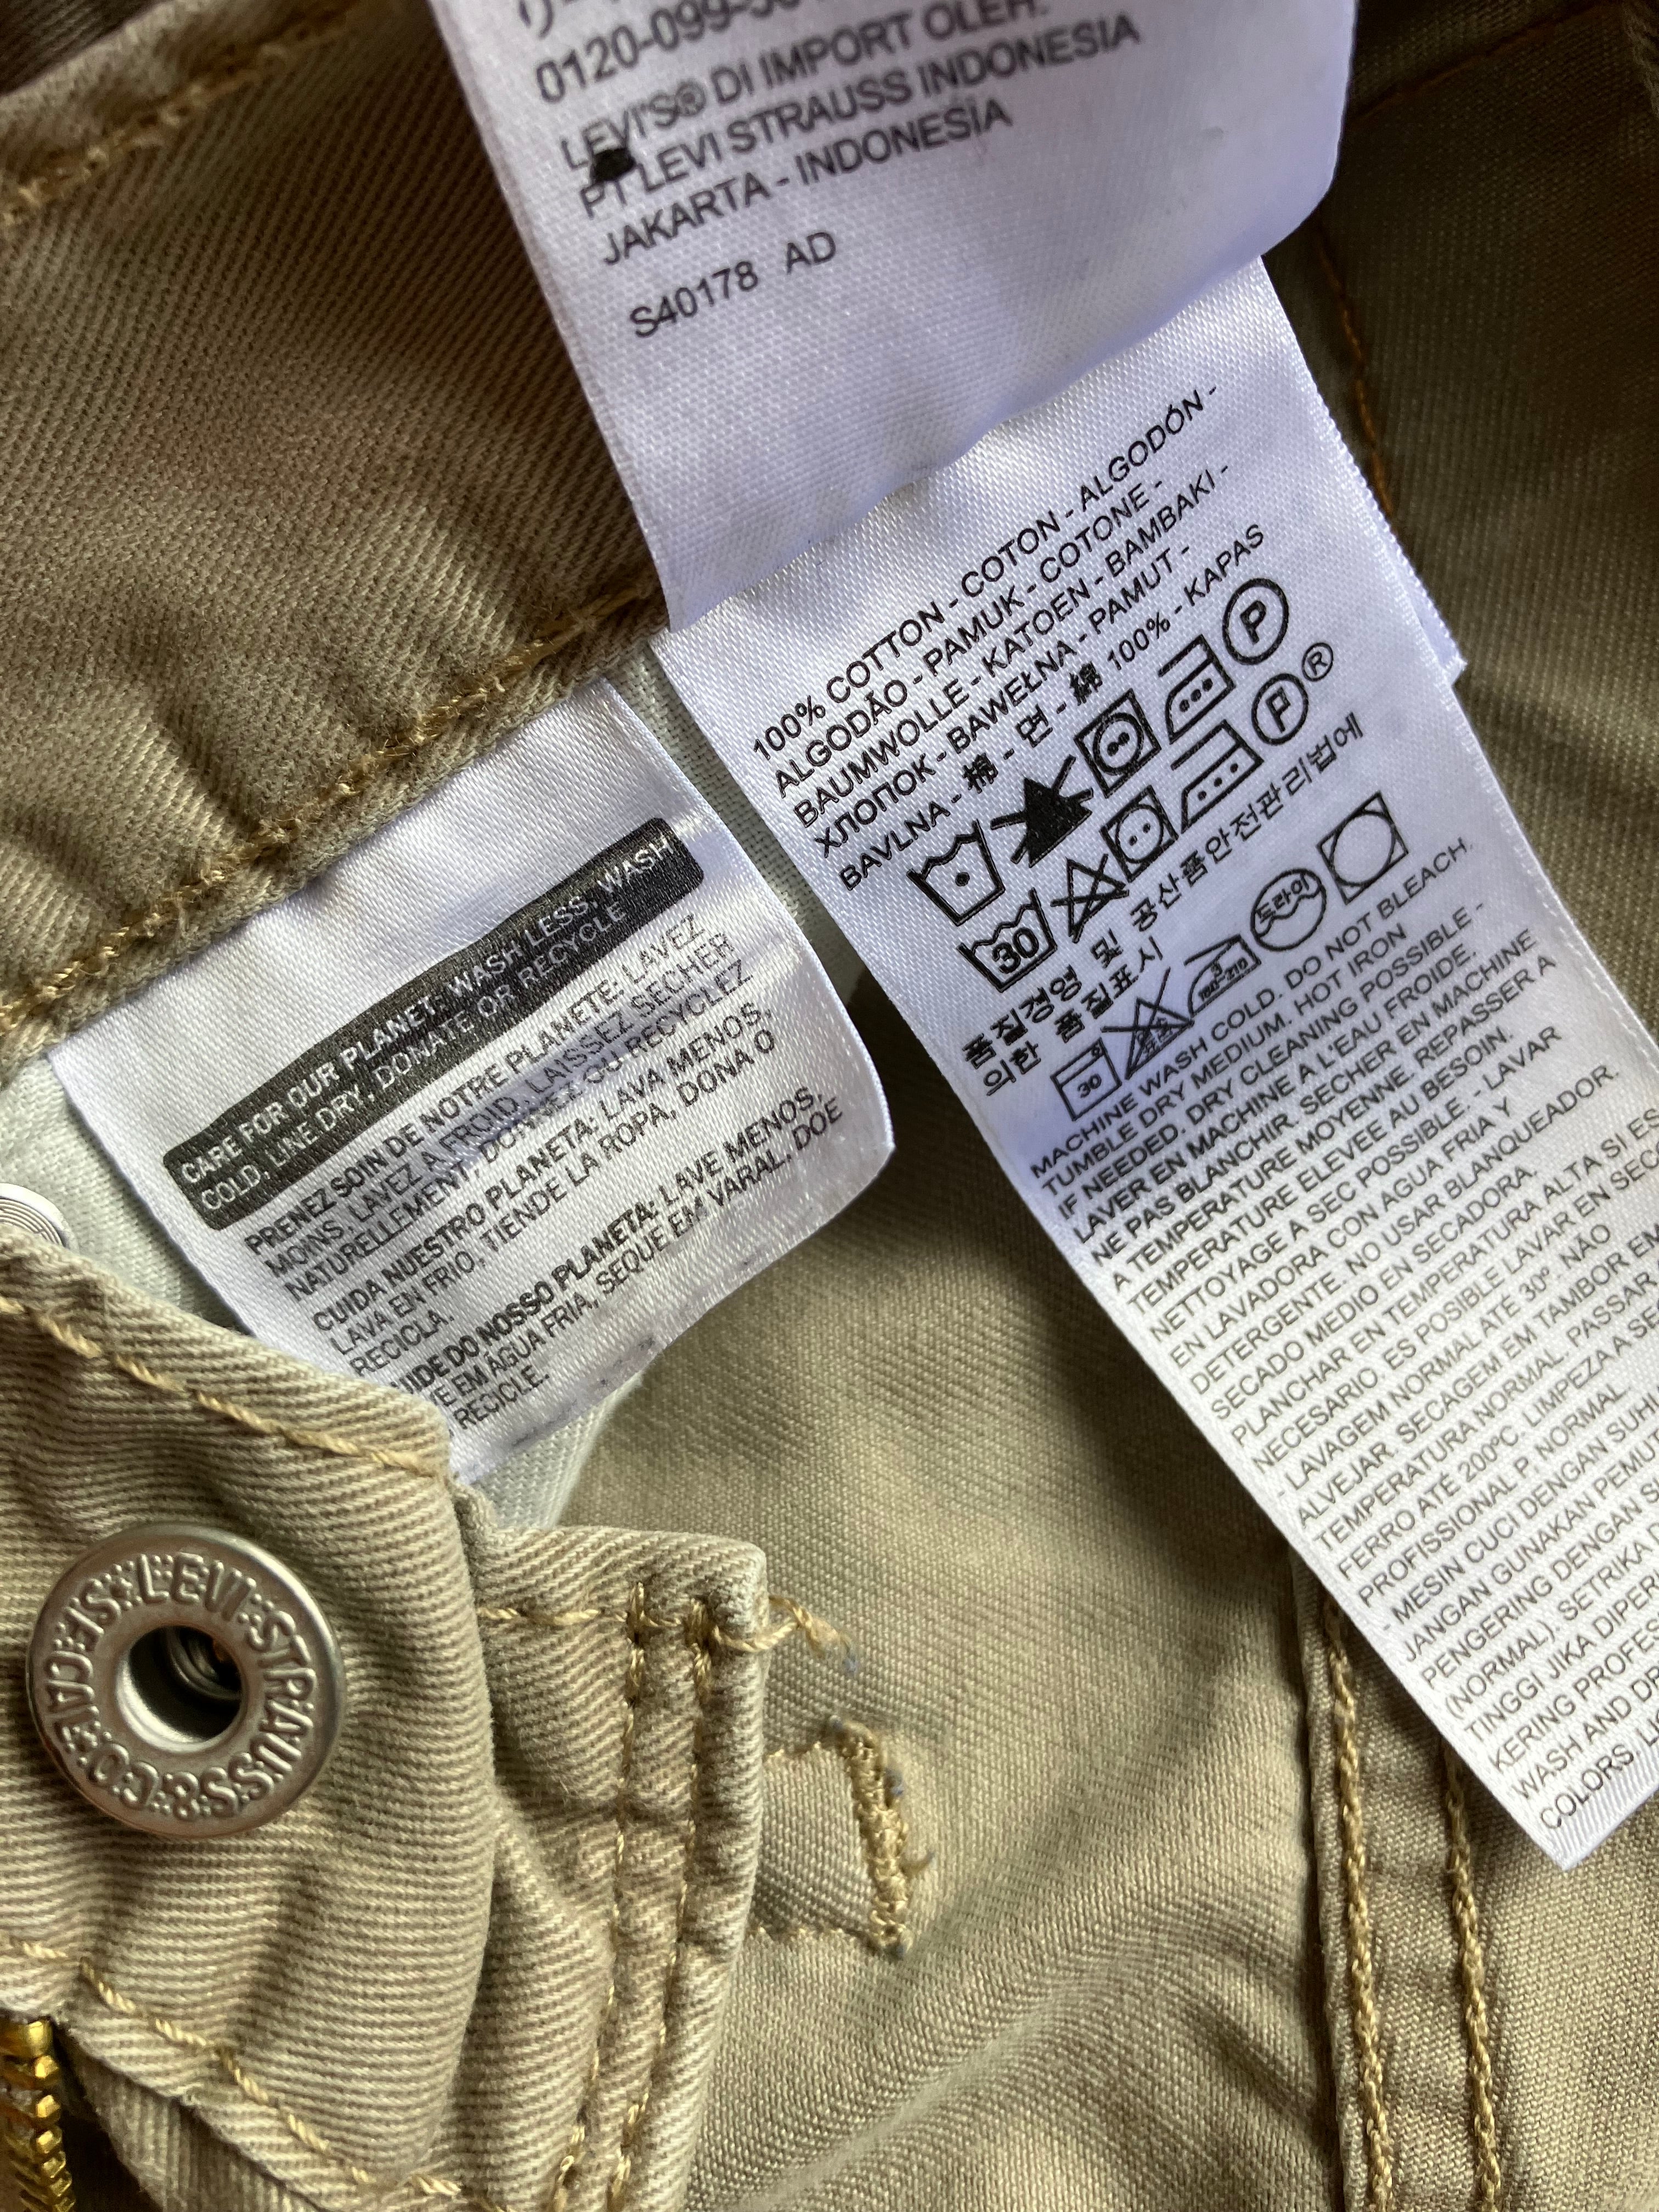 0120-099-
LEVI'S® DI IMPORT OLEH:
PT LEVI STRAUSS INDONESIA
JAKARTA - INDONESIA
S40178 AD
100% COTTON - COTON - ALGODÓN -
ALGODÃO - PAMUK - COTONE -
BAUMWOLLE - KATOEN - BAMBAKI -
ХЛОПОК - BAWEŁNA - PAMUT -
BAVLNA - 棉 - 면 - 綿 100% - KAPAS
P
30 P ®
품질경영 및 공산품안전관리법에
의한 품질표시
30 3 180~210 드라이
MACHINE WASH COLD. DO NOT BLEACH.
TUMBLE DRY MEDIUM. HOT IRON
IF NEEDED. DRY CLEANING POSSIBLE -
LAVER EN MACHINE A L'EAU FROIDE.
NE PAS BLANCHIR. SECHER EN MACHINE
A TEMPERATURE MOYENNE. REPASSER A
TEMPERATURE ELEVEE AU BESOIN.
NETTOYAGE A SEC POSSIBLE. - LAVAR
EN LAVADORA CON AGUA FRIA Y
DETERGENTE. NO USAR BLANQUEADOR.
SECADO MEDIO EN SECADORA.
PLANCHAR EN TEMPERATURA ALTA SI ES
NECESARIO. ES POSIBLE LAVAR EN SECO
- LAVAGEM NORMAL ATÉ 30º. NÃO
ALVEJAR. SECAGEM EM TAMBOR EM
TEMPERATURA NORMAL. PASSAR A
FERRO ATÉ 200ºC. LIMPEZA A SE
PROFISSIONAL P, NORMAL
- MESIN CUCI DENGAN SUHU
JANGAN GUNAKAN PEMUT
PENGERING DENGAN S
(NORMAL). SETRIKA D
TINGGI JIKA DIPER
KERING PROFES
WASH AND DR
COLORS, LI
CARE FOR OUR PLANET: WASH LESS, WASH
COLD, LINE DRY, DONATE OR RECYCLE
PRENEZ SOIN DE NOTRE PLANETE: LAVEZ
MOINS, LAVEZ A FROID, LAISSEZ SECHER
NATURELLEMENT, DONNEZ OU RECYCLEZ
CUIDA NUESTRO PLANETA: LAVA MENOS,
LAVA EN FRIO, TIENDE LA ROPA, DONA O
RECICLA.
UIDE DO NOSSO PLANETA: LAVE MENOS,
VE EM ÁGUA FRIA, SEQUE EM VARAL, DOE
RECICLE.
LEVI STRAUSS & CO S.F. CAL